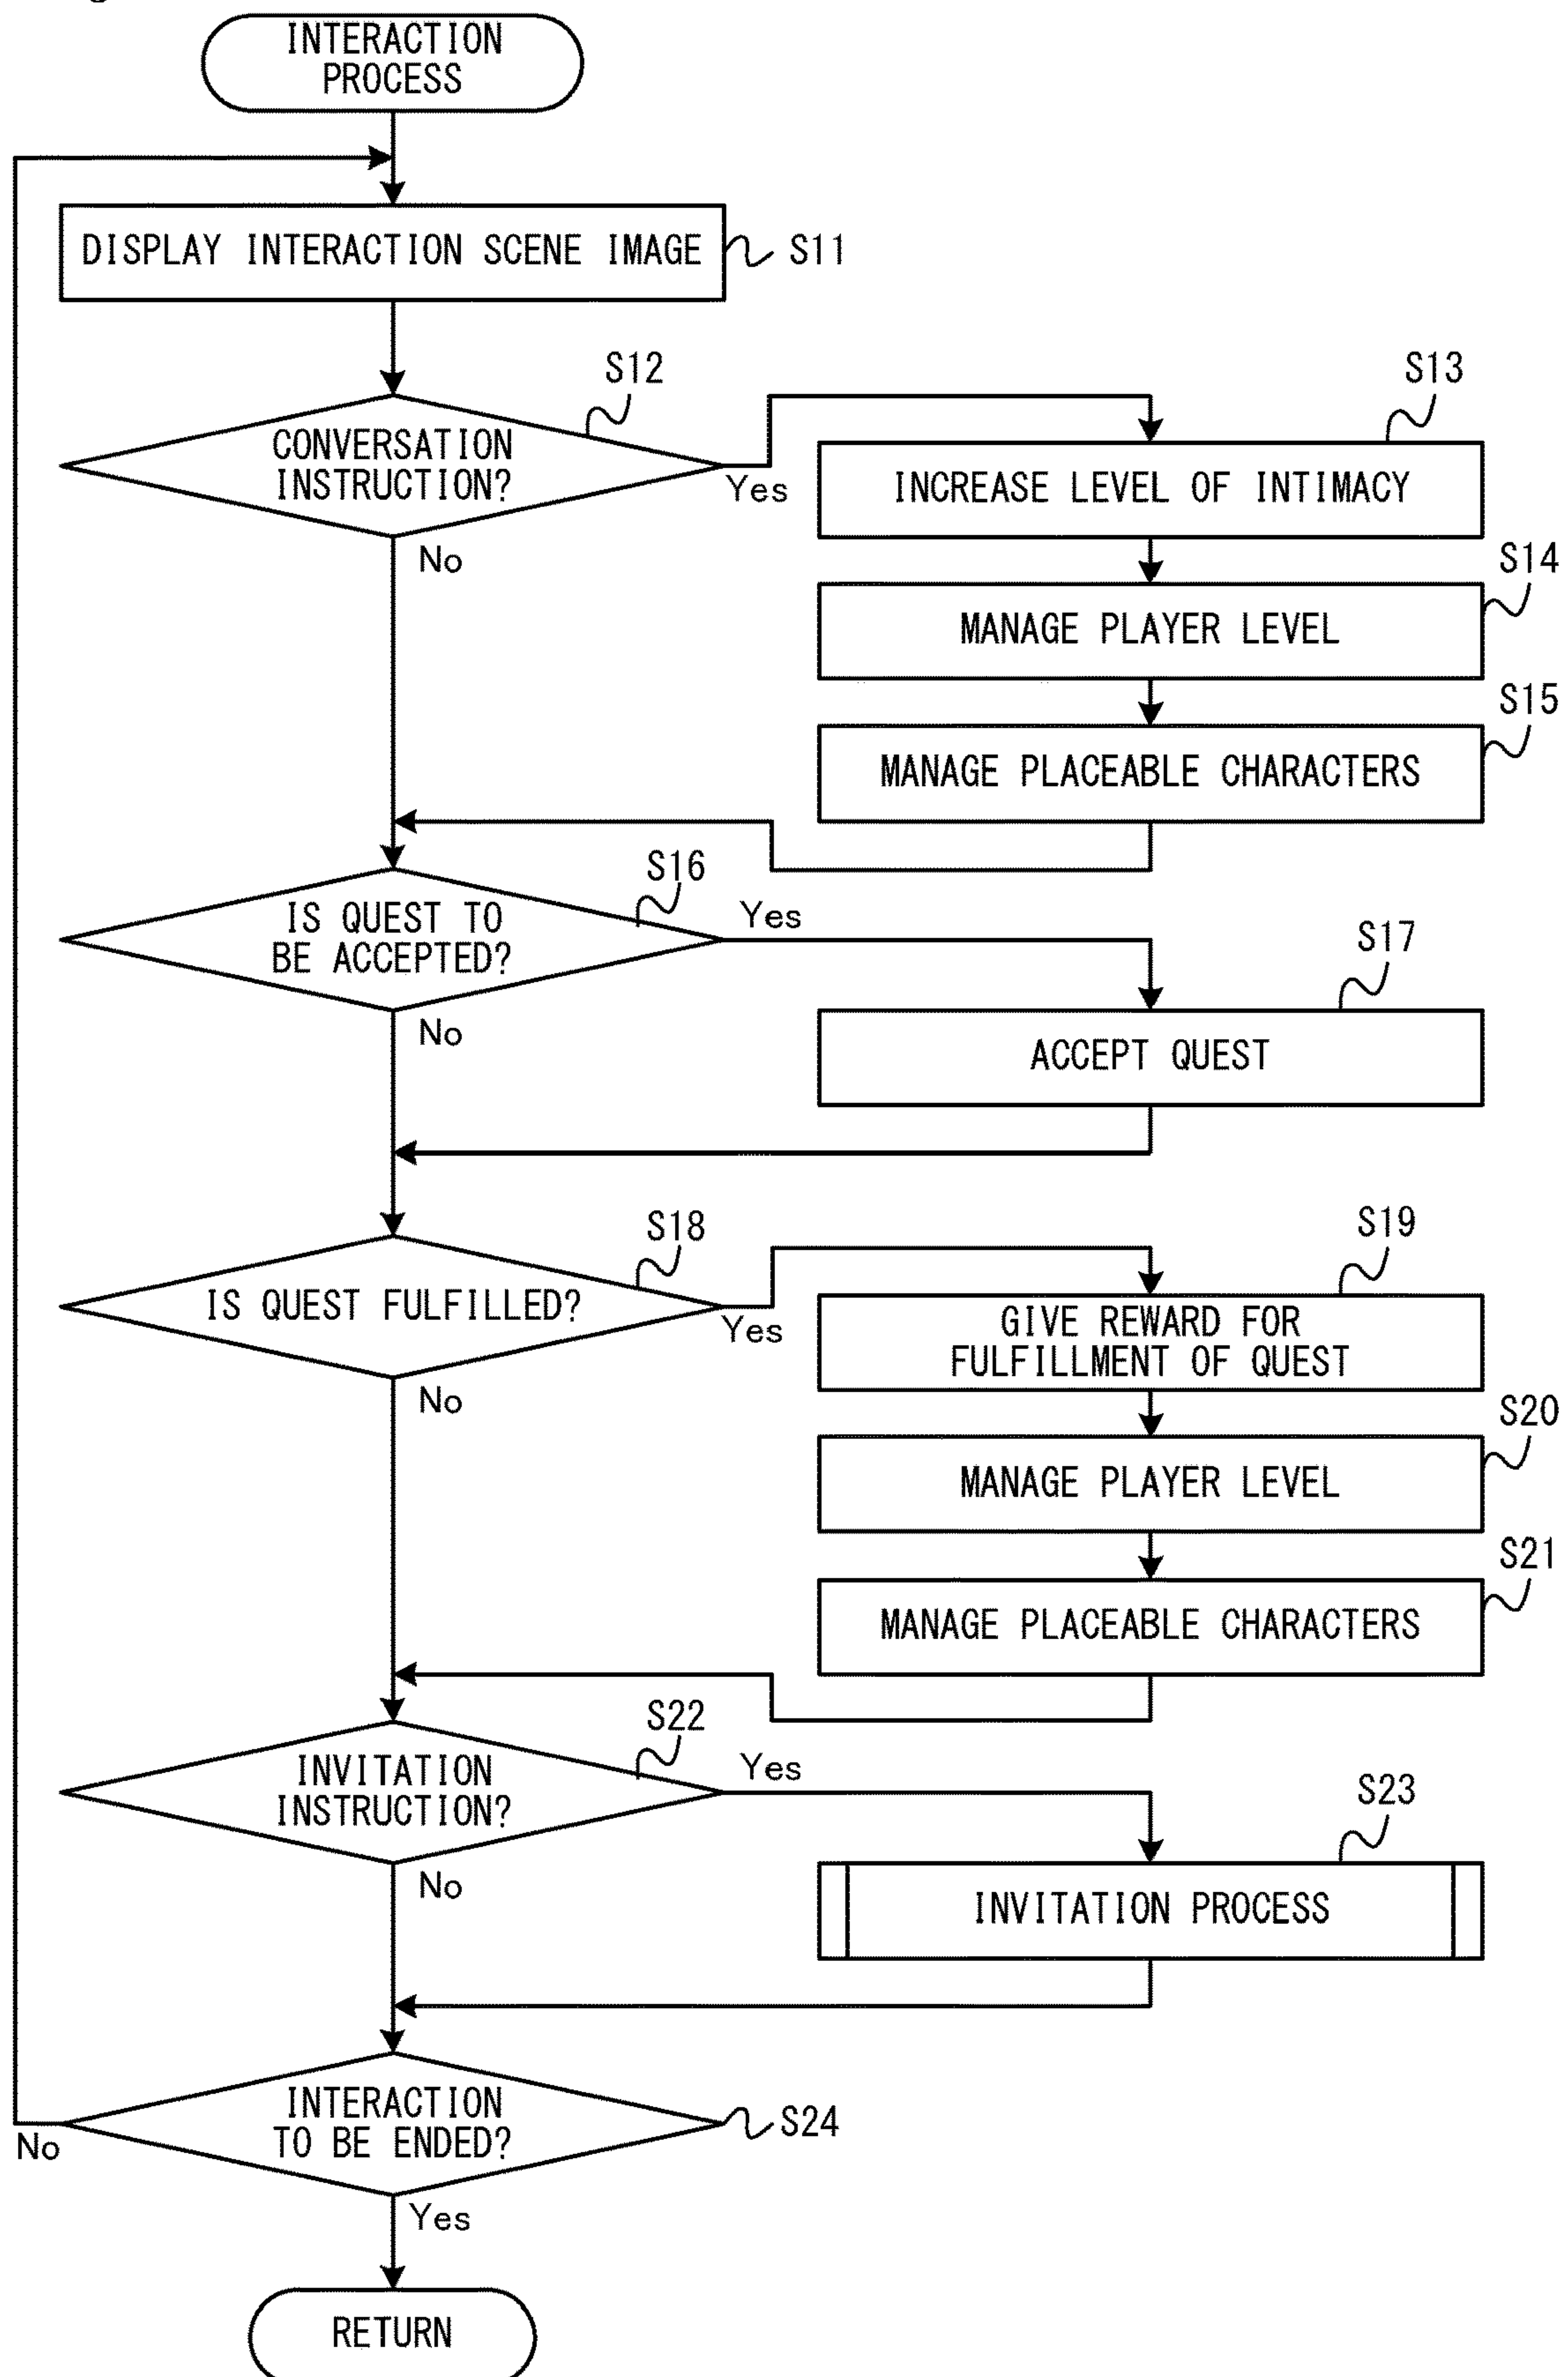 INTERACTION
PROCESS
DISPLAY INTERACTION SCENE IMAGE
S11
S12
CONVERSATION
INSTRUCTION?
Yes
No
S13
INCREASE LEVEL OF INTIMACY
S14
MANAGE PLAYER LEVEL
S15
MANAGE PLACEABLE CHARACTERS
S16
IS QUEST TO
BE ACCEPTED?
Yes
No
S17
ACCEPT QUEST
S18
IS QUEST FULFILLED?
Yes
No
S19
GIVE REWARD FOR
FULFILLMENT OF QUEST
S20
MANAGE PLAYER LEVEL
S21
MANAGE PLACEABLE CHARACTERS
S22
INVITATION
INSTRUCTION?
Yes
No
S23
INVITATION PROCESS
INTERACTION
TO BE ENDED?
S24
No
Yes
RETURN